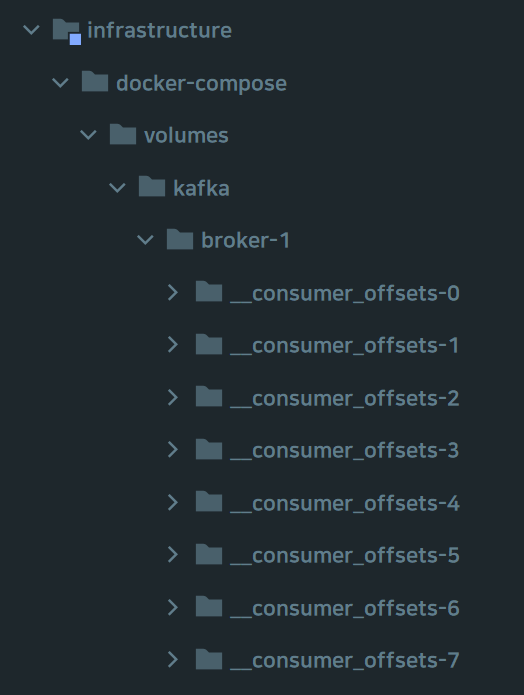 infrastructure
docker-compose
volumes
kafka
broker-1
__consumer_offsets-0
__consumer_offsets-1
__consumer_offsets-2
__consumer_offsets-3
__consumer_offsets-4
__consumer_offsets-5
__consumer_offsets-6
__consumer_offsets-7